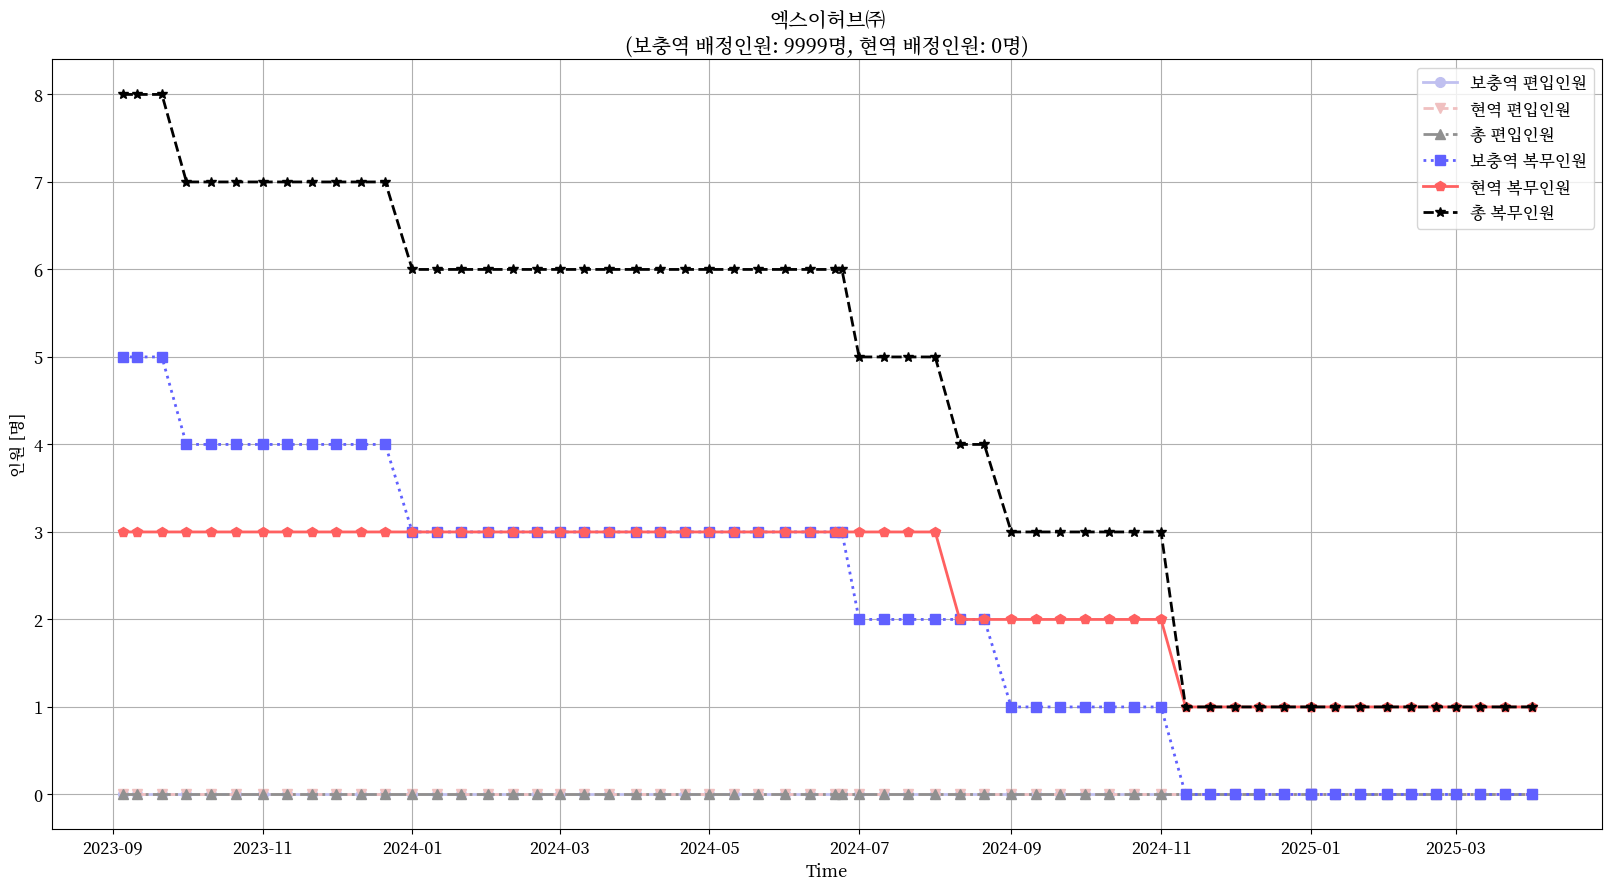 엑스이허브㈜
(보충역 배정인원: 9999명, 현역 배정인원: 0명)
보충역 편입인원
현역 편입인원
총 편입인원
보충역 복무인원
현역 복무인원
총 복무인원
인원 [명]
8
7
6
5
4
3
2
1
0
2023-09
2023-11
2024-01
2024-03
2024-05
2024-07
2024-09
2024-11
2025-01
2025-03
Time